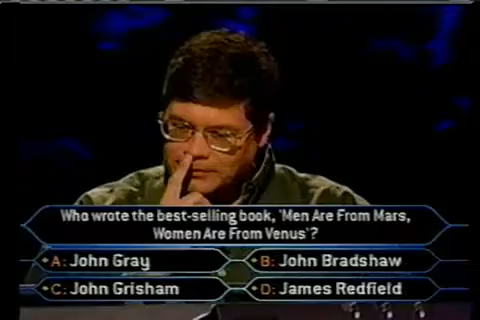 Who wrote the best-selling book, 'Men Are From Mars,
Women Are From Venus'?
A: John Gray
B: John Bradshaw
C: John Grisham
D: James Redfield